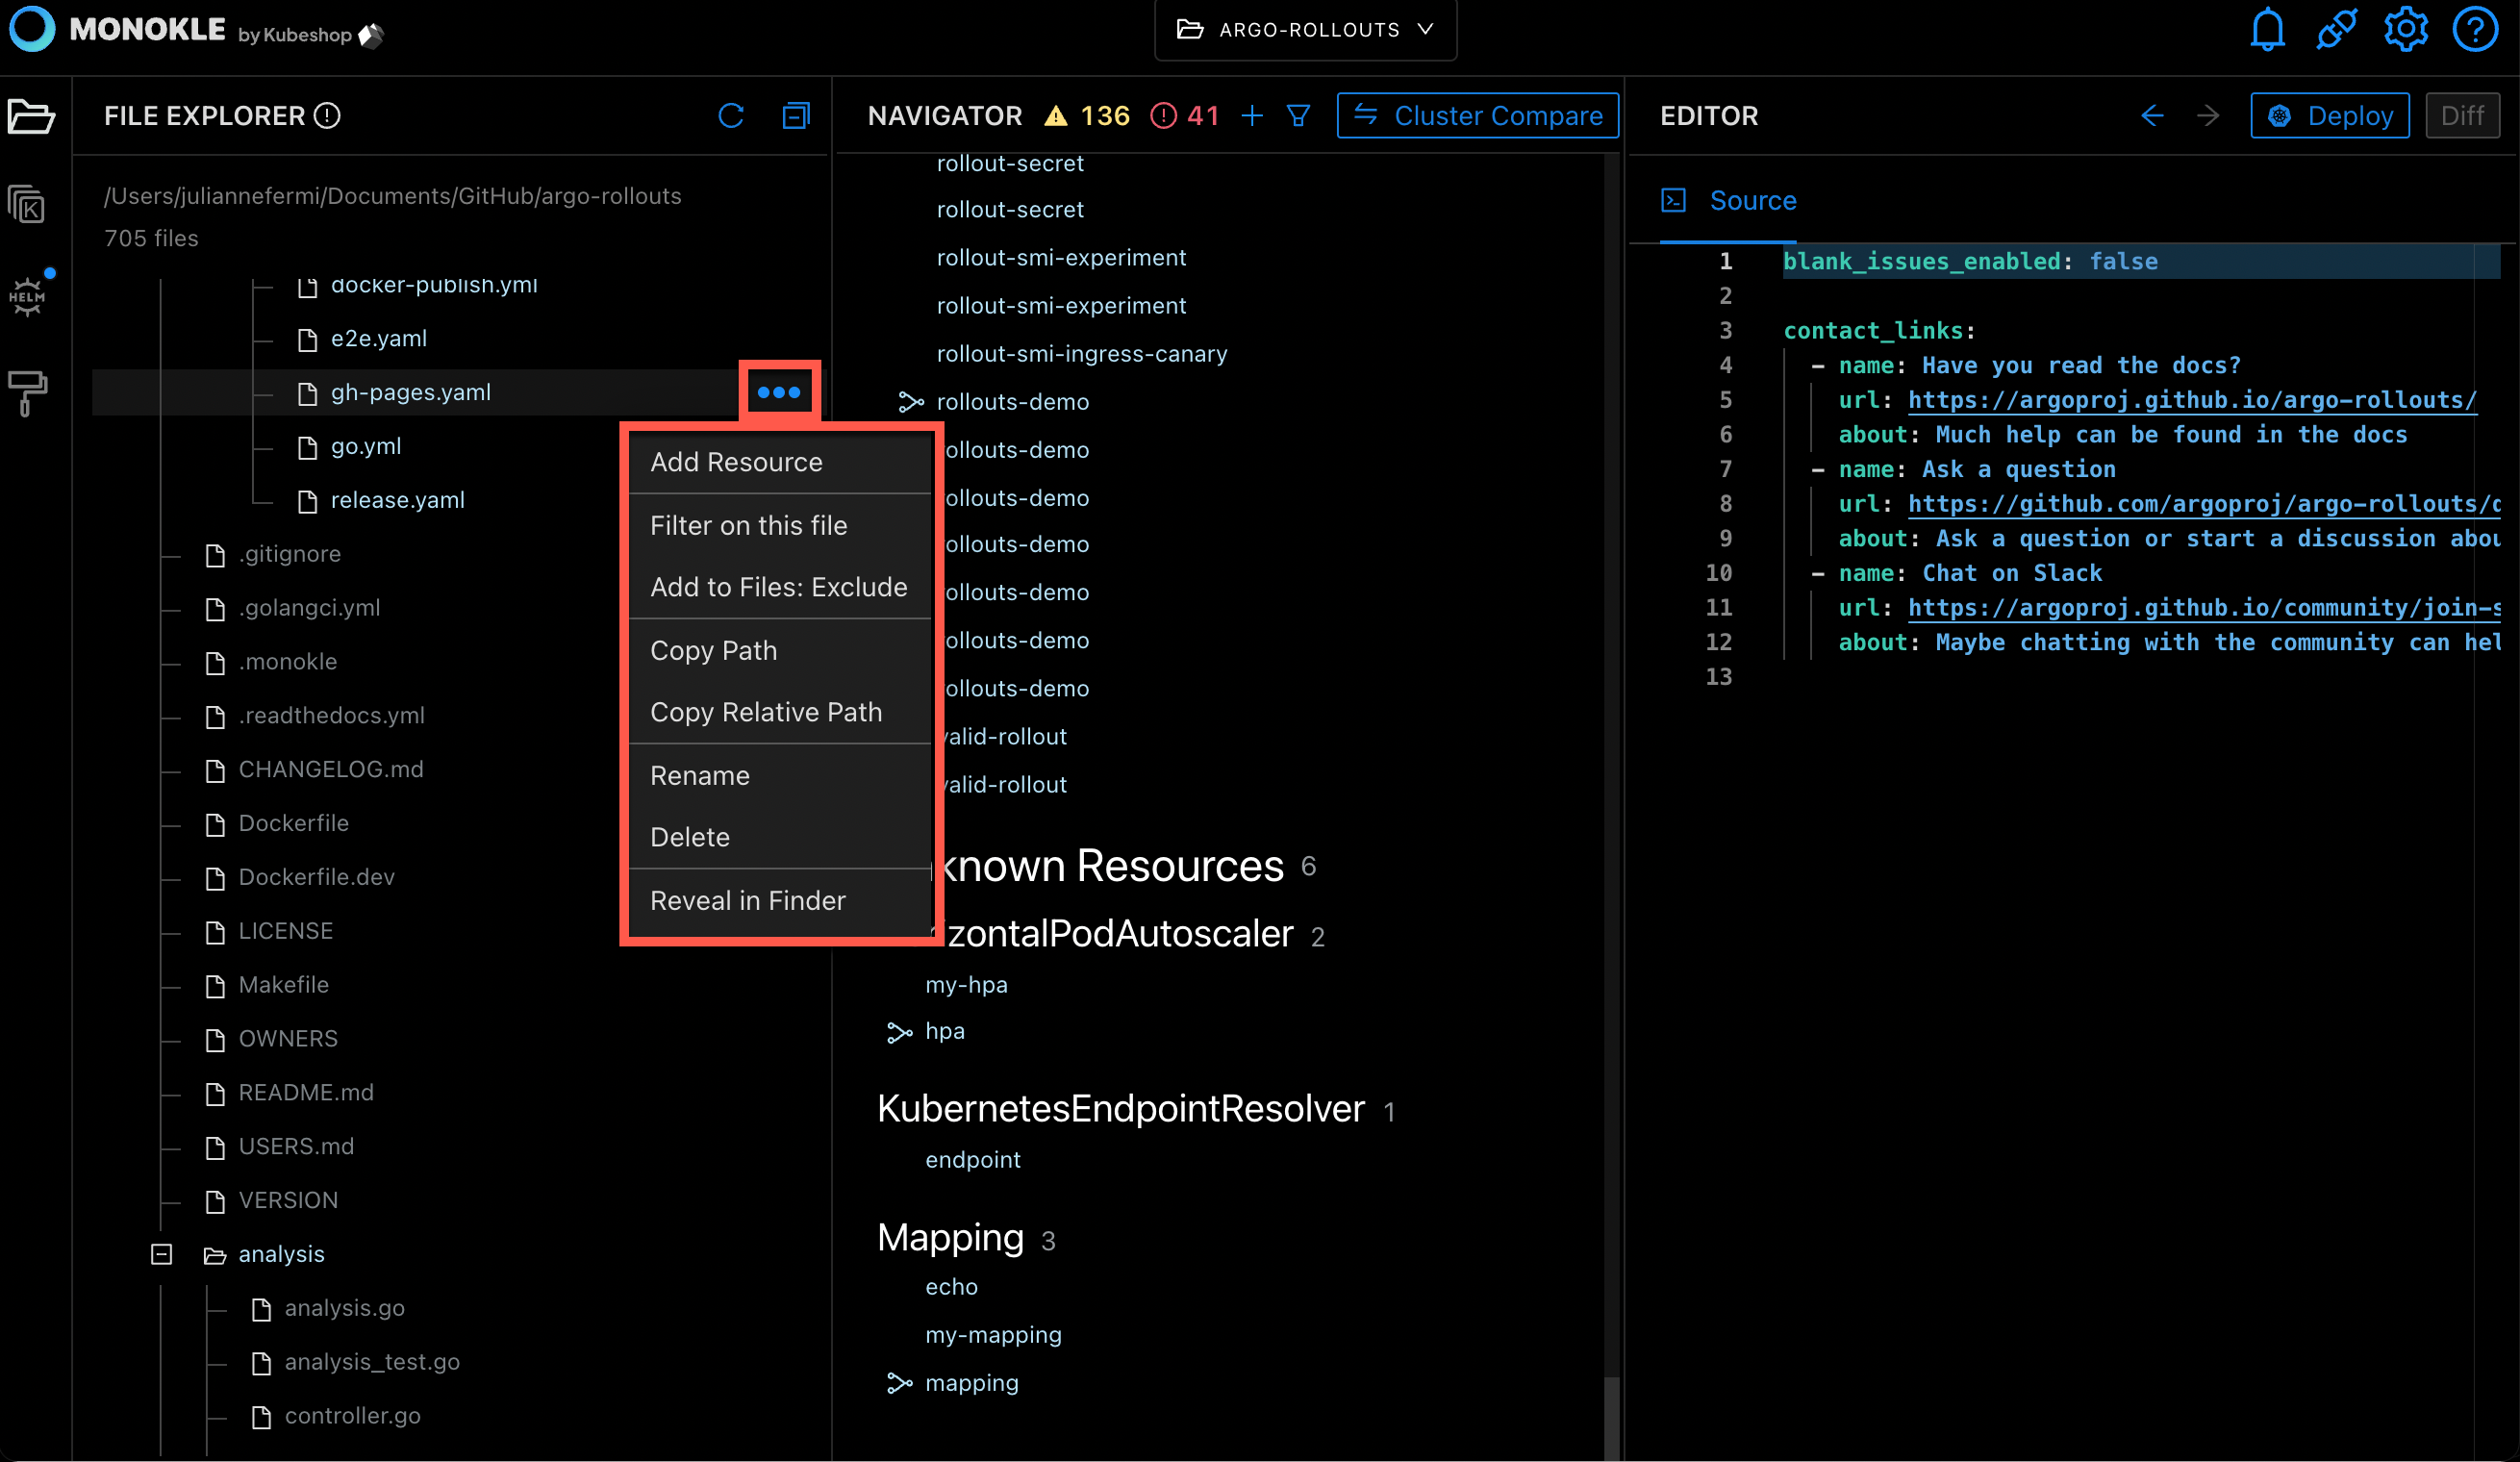 MONOKLE by Kubeshop
ARGO-ROLLOUTS
FILE EXPLORER
/Users/juliannefermi/Documents/GitHub/argo-rollouts
705 files
docker-publish.yml
e2e.yaml
gh-pages.yaml
go.yml
release.yaml
.gitignore
.golangci.yml
.monokle
.readthedocs.yml
CHANGELOG.md
Dockerfile
Dockerfile.dev
LICENSE
Makefile
OWNERS
README.md
USERS.md
VERSION
analysis
analysis.go
analysis_test.go
controller.go
K
HELM
Add Resource
Filter on this file
Add to Files: Exclude
Copy Path
Copy Relative Path
Rename
Delete
Reveal in Finder
NAVIGATOR 136 41 Cluster Compare
rollout-secret
rollout-secret
rollout-smi-experiment
rollout-smi-experiment
rollout-smi-ingress-canary
rollouts-demo
ollouts-demo
ollouts-demo
ollouts-demo
ollouts-demo
ollouts-demo
ollouts-demo
valid-rollout
valid-rollout
known Resources 6
izontalPodAutoscaler 2
my-hpa
hpa
KubernetesEndpointResolver 1
endpoint
Mapping 3
echo
my-mapping
mapping
EDITOR Deploy Diff
Source
1 blank_issues_enabled: false
2
3 contact_links:
4 - name: Have you read the docs?
5 url: https://argoproj.github.io/argo-rollouts/
6 about: Much help can be found in the docs
7 - name: Ask a question
8 url: https://github.com/argoproj/argo-rollouts/
9 about: Ask a question or start a discussion abou
10 - name: Chat on Slack
11 url: https://argoproj.github.io/community/join-s
12 about: Maybe chatting with the community can hel
13